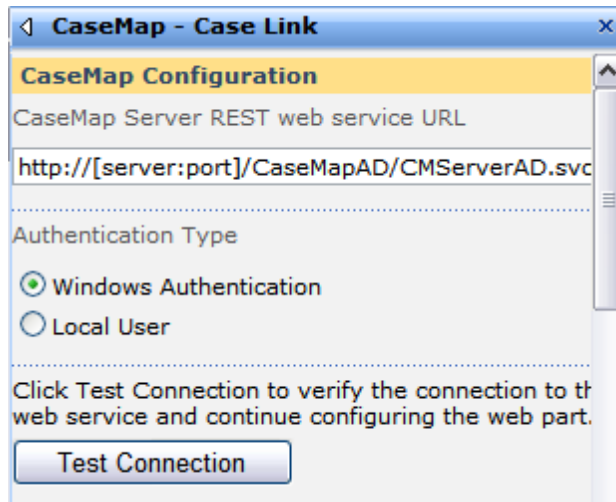 CaseMap - Case Link
CaseMap Configuration
CaseMap Server REST web service URL
http://[server:port]/CaseMapAD/CMServerAD.svc
Authentication Type
Windows Authentication
Local User
Click Test Connection to verify the connection to th
web service and continue configuring the web part.
Test Connection